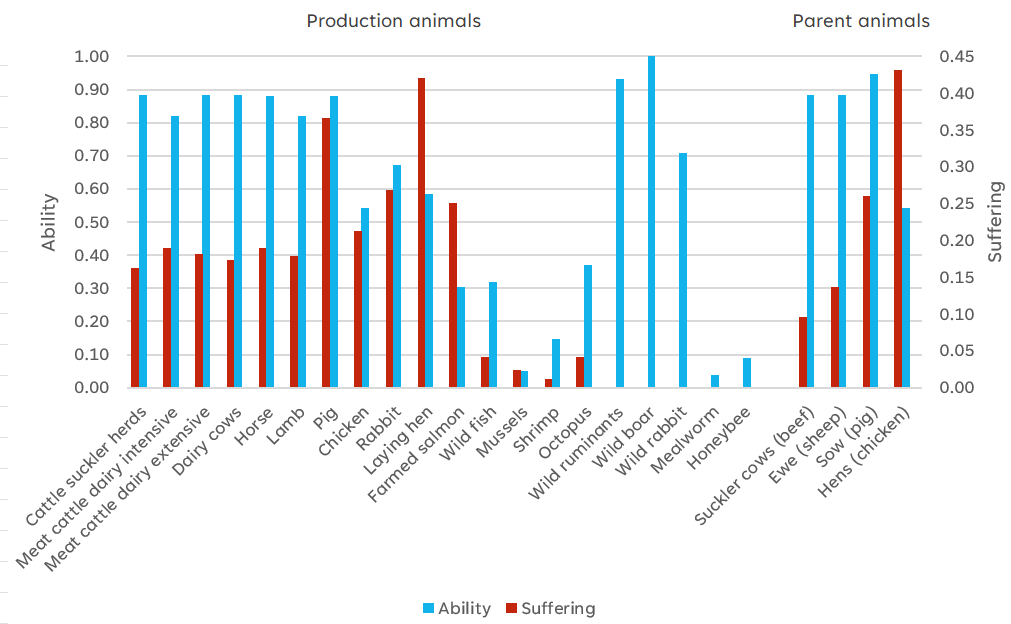 Production animals
Parent animals
1.00
0.90
0.80
0.70
0.60
0.50
0.40
0.30
0.20
0.10
0.00
Ability
0.45
0.40
0.35
0.30
0.25
0.20
0.15
0.10
0.05
0.00
Suffering
Cattle suckler herds
Meat cattle dairy intensive
Meat cattle dairy extensive
Dairy cows
Horse
Lamb
Pig
Chicken
Rabbit
Laying hen
Farmed salmon
Wild fish
Mussels
Shrimp
Octopus
Wild ruminants
Wild boar
Wild rabbit
Mealworm
Honeybee
Suckler cows (beef)
Ewe (sheep)
Sow (pig)
Hens (chicken)
Ability
Suffering